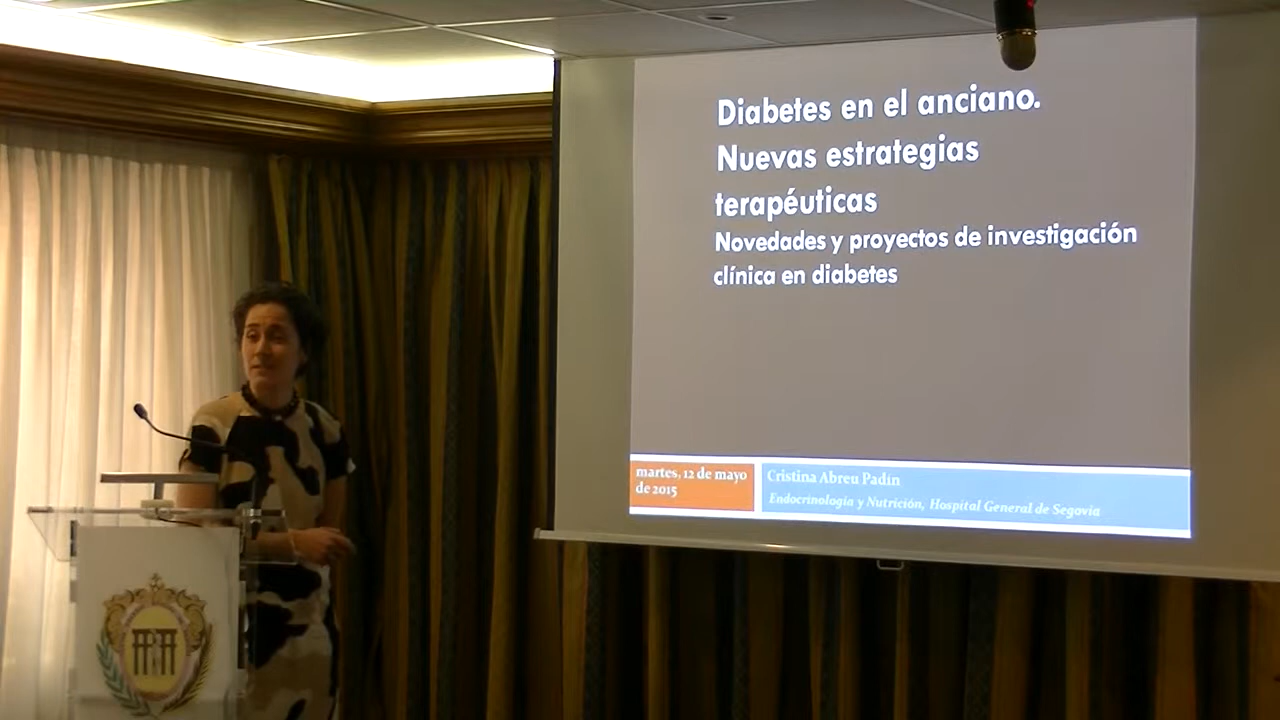 Diabetes en el anciano.
Nuevas estrategias
terapéuticas
Novedades y proyectos de investigación
clínica en diabetes
martes, 12 de mayo
de 2015
Cristina Abreu Padín
Endocrinología y Nutrición, Hospital General de Segovia